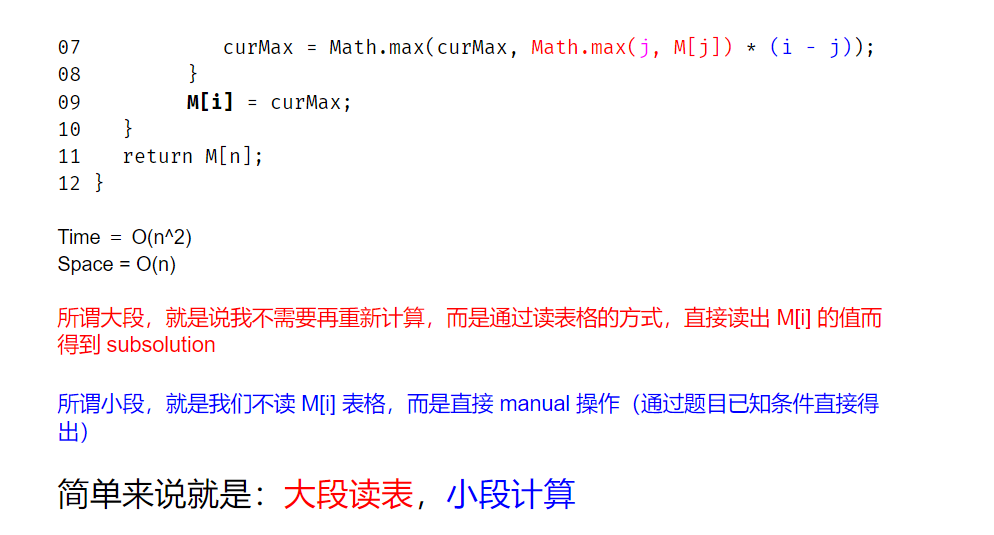 07 curMax = Math.max(curMax, Math.max(j, M[j]) * (i - j));
08 }
09 M[i] = curMax;
10 }
11 return M[n];
12 }
Time = O(n^2)
Space = O(n)
所谓大段，就是说我不需要再重新计算，而是通过读表格的方式，直接读出 M[i] 的值而
得到 subsolution
所谓小段，就是我们不读 M[i] 表格，而是直接 manual 操作（通过题目已知条件直接得
出）
简单来说就是：大段读表，小段计算